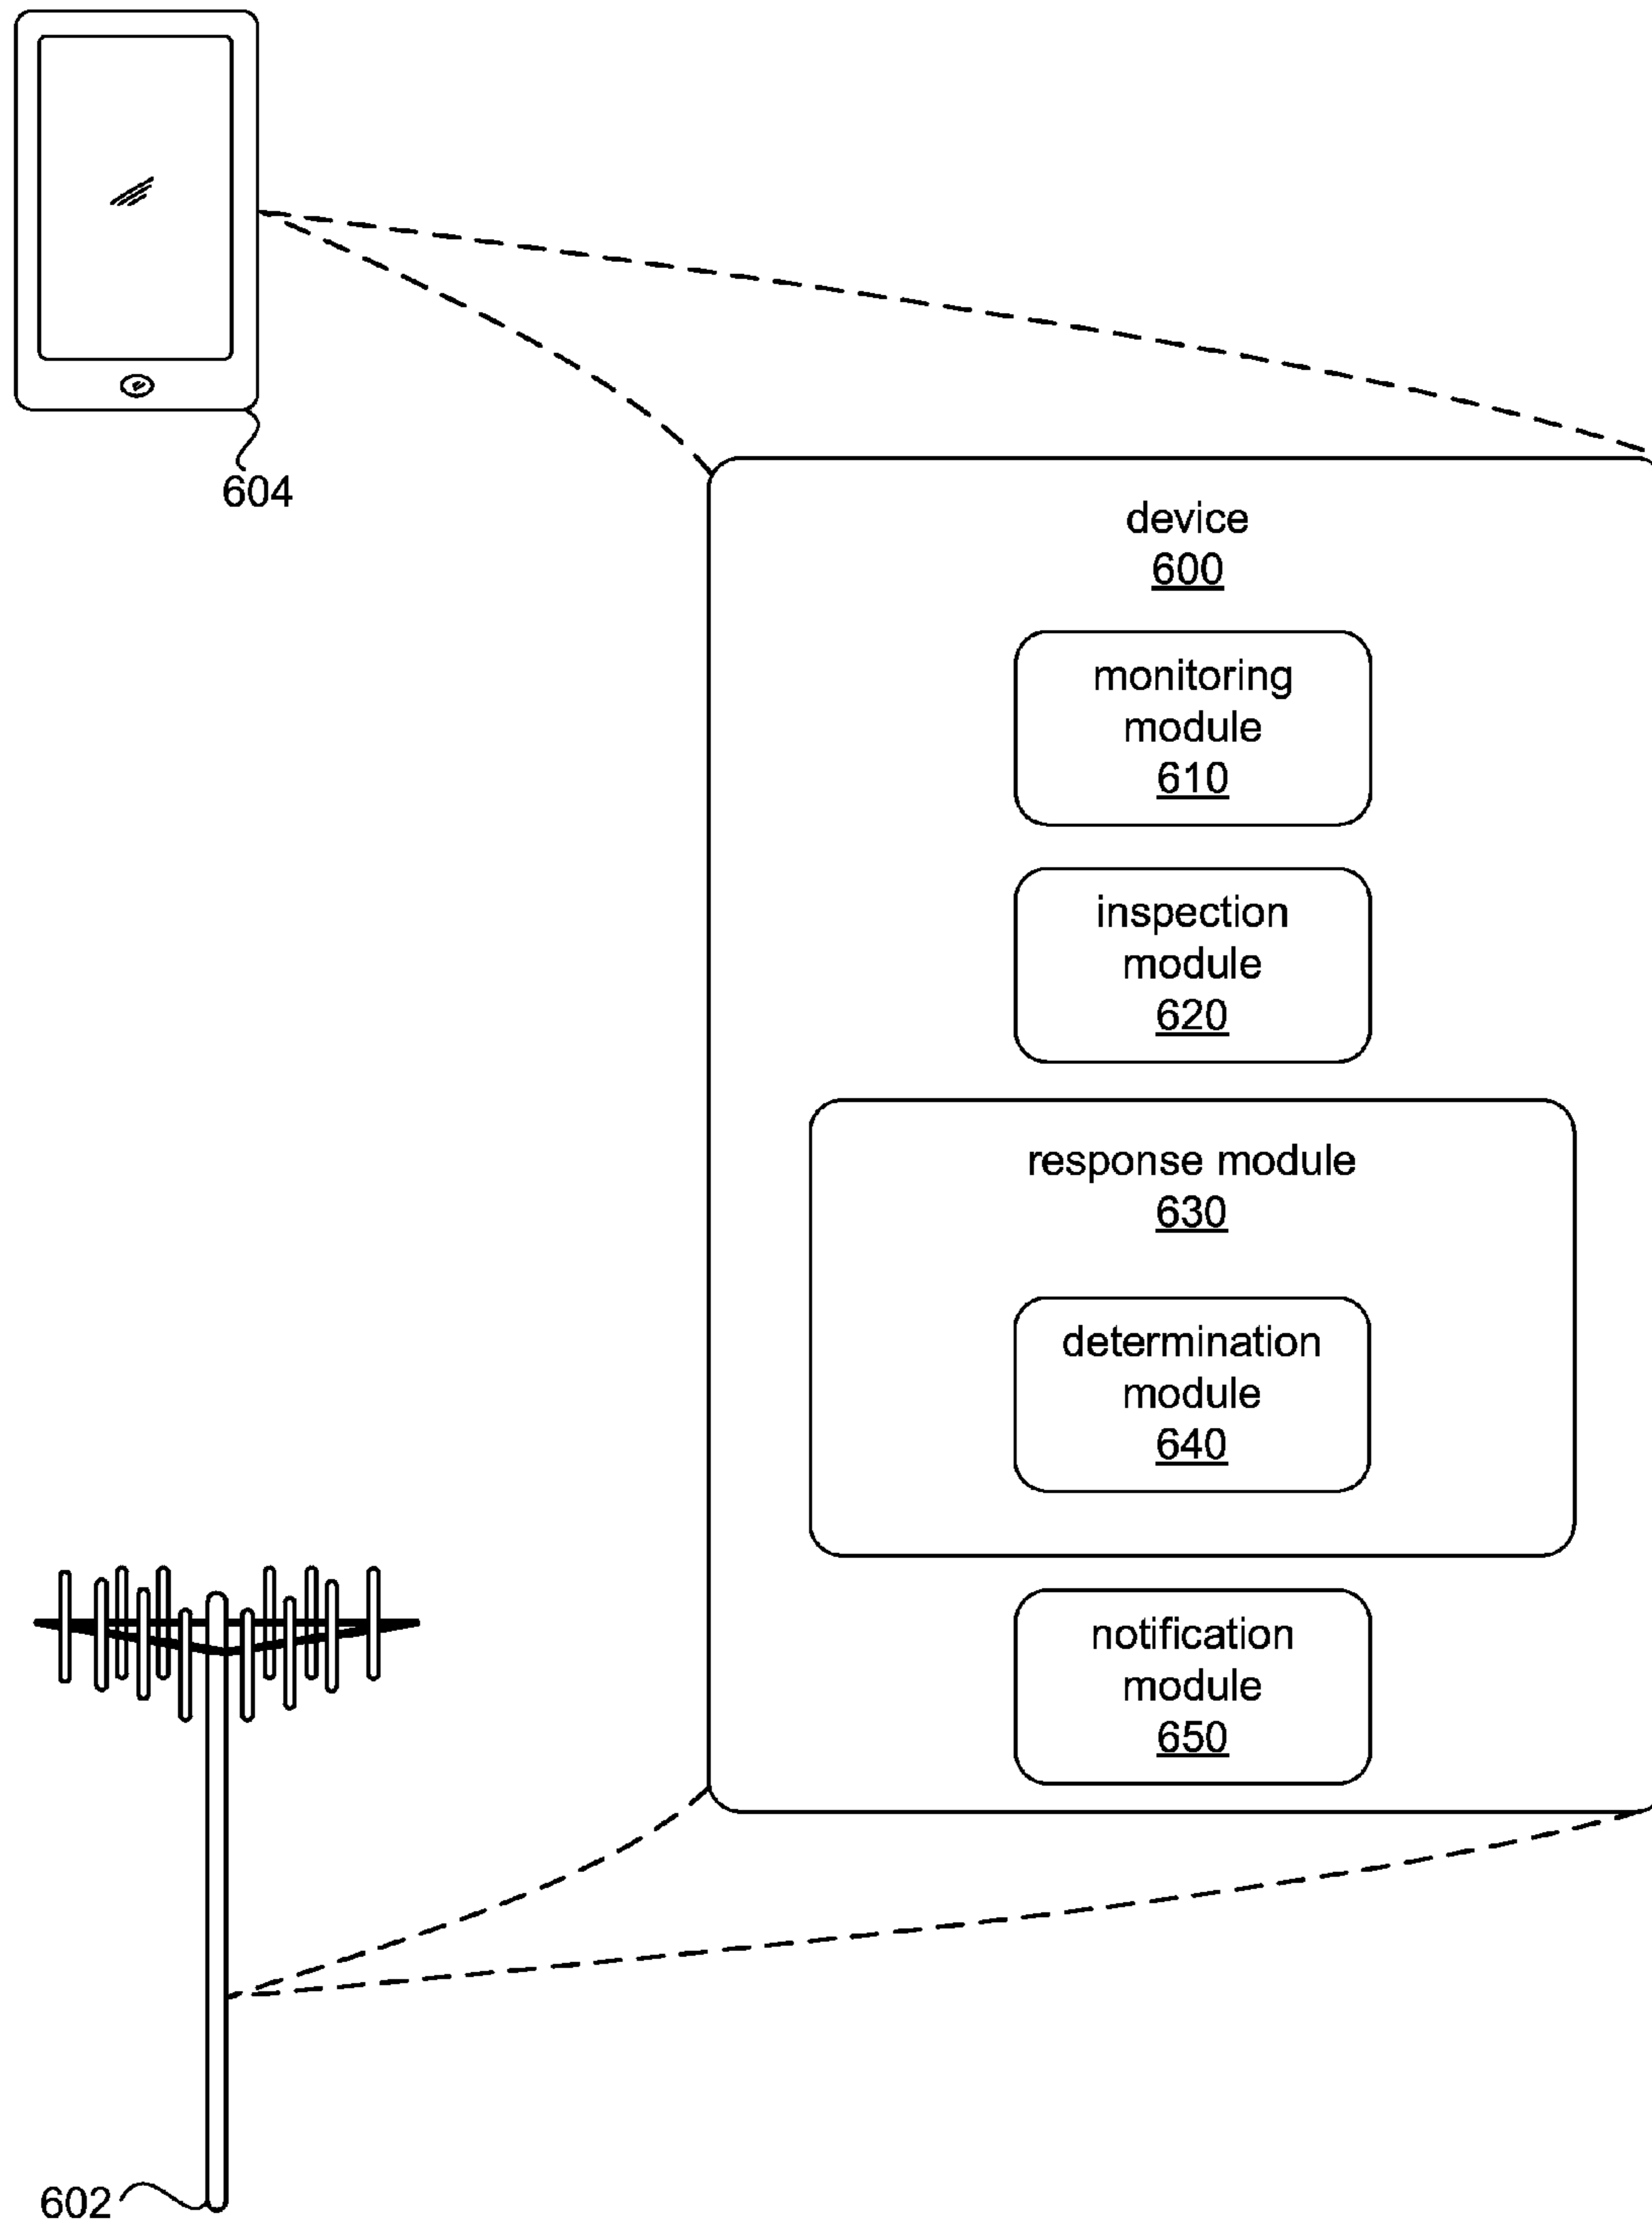 604
device
600
monitoring
module
610
inspection
module
620
response module
630
determination
module
640
notification
module
650
602